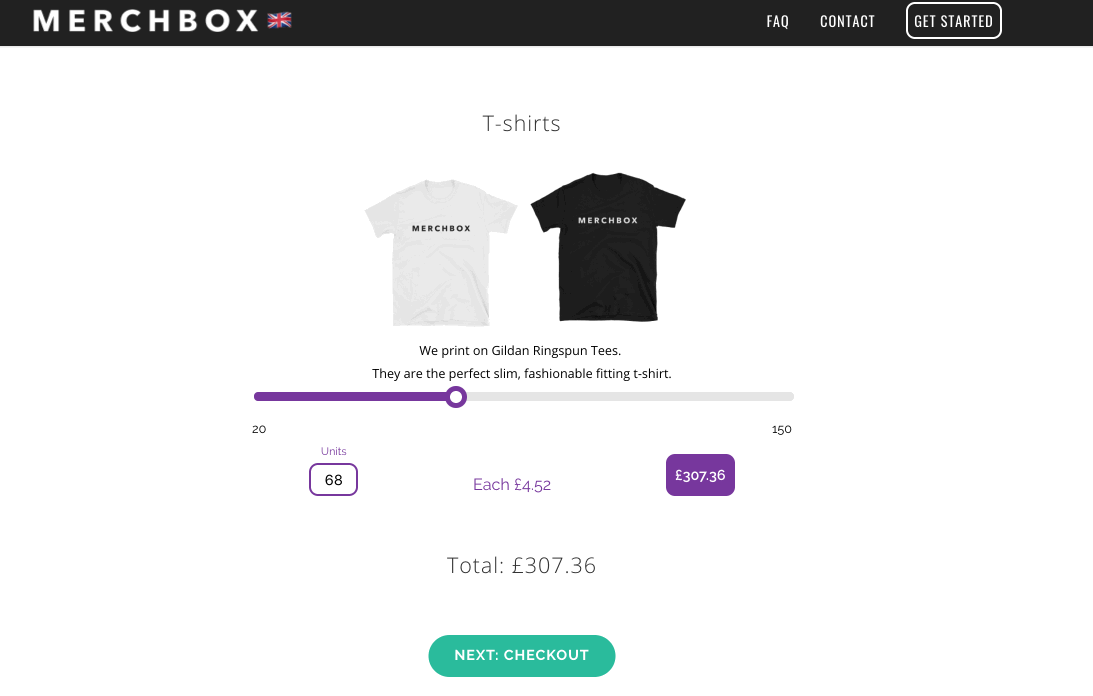 MERCHBOX
FAQ CONTACT GET STARTED
T-shirts
MERCHBOX MERCHBOX
We print on Gildan Ringspun Tees.
They are the perfect slim, fashionable fitting t-shirt.
20 150
Units
68 Each £4.52 £307.36
Total: £307.36
NEXT: CHECKOUT